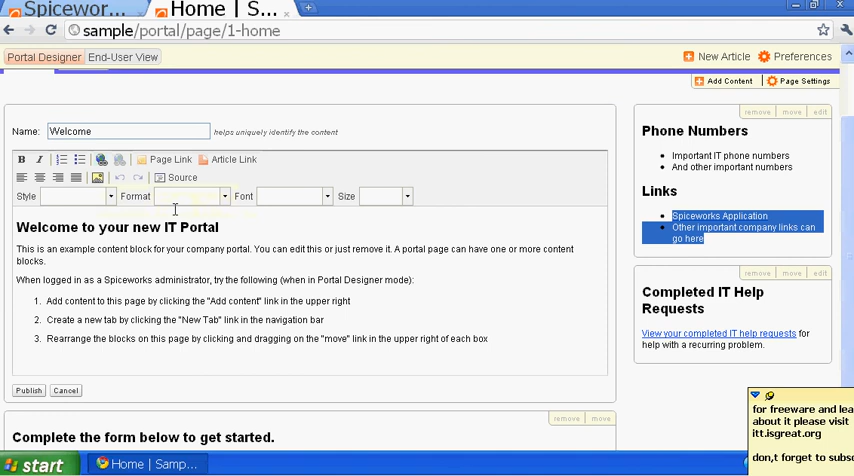 Spicewor
Home | S...
sample/portal/page/1-home
Portal Designer End-User View
New Article Preferences
Add Content Page Settings
Name: Welcome helps uniquely identify the content
B I Page Link Article Link
Source
Style Format Font Size
Welcome to your new IT Portal
This is an example content block for your company portal. You can edit this or just remove it. A portal page can have one or more content
blocks.
When logged in as a Spiceworks administrator, try the following (when in Portal Designer mode):
1. Add content to this page by clicking the "Add content" link in the upper right
2. Create a new tab by clicking the "New Tab" link in the navigation bar
3. Rearrange the blocks on this page by clicking and dragging on the "move" link in the upper right of each box
Publish Cancel
remove move
Complete the form below to get started.
remove move edit
Phone Numbers
• Important IT phone numbers
• And other important numbers
Links
• Spiceworks Application
• Other important company links can
go here
remove move edit
Completed IT Help
Requests
View your completed IT help requests for
help with a recurring problem.
for freeware and lea
about it please visit
itt.isgreat.org
don,t forget to subsc
start Home | Samp...